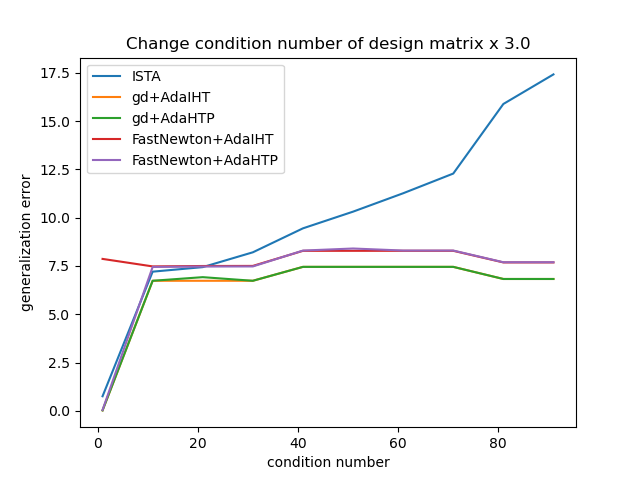 Change condition number of design matrix x 3.0
ISTA
gd+AdaIHT
gd+AdaHTP
FastNewton+AdaIHT
FastNewton+AdaHTP
generalization error
17.5
15.0
12.5
10.0
7.5
5.0
2.5
0.0
0 20 40 60 80
condition number